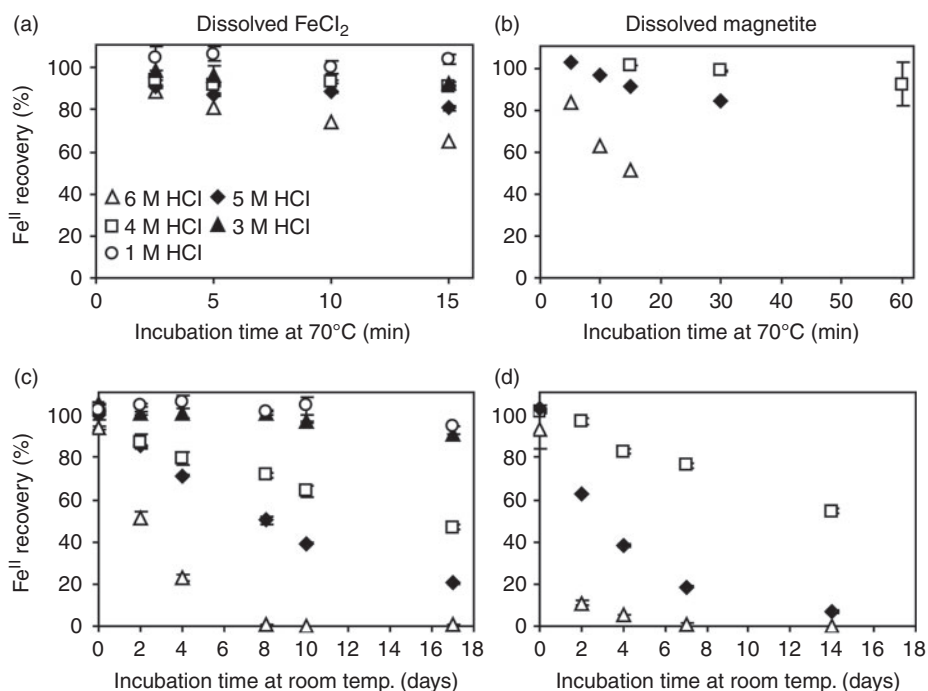 (a)
Dissolved FeCl2
Fe^II recovery (%)
100
80
60
40
20
0
6 M HCl
5 M HCl
4 M HCl
3 M HCl
1 M HCl
0 5 10 15
Incubation time at 70°C (min)
(b)
Dissolved magnetite
100
80
60
40
20
0
0 10 20 30 40 50 60
Incubation time at 70°C (min)
(c)
Fe^II recovery (%)
100
80
60
40
20
0
0 2 4 6 8 10 12 14 16 18
Incubation time at room temp. (days)
(d)
100
80
60
40
20
0
0 2 4 6 8 10 12 14 16 18
Incubation time at room temp. (days)